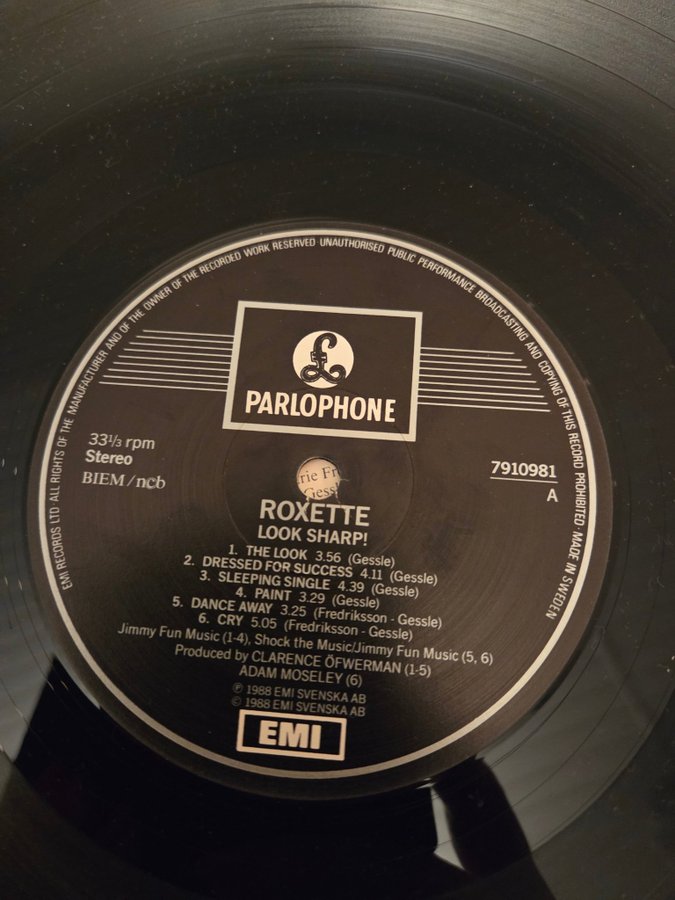 EMI RECORDS LTD ALL RIGHTS OF THE MANUFACTURER AND OF THE OWNER OF THE RECORDED WORK RESERVED UNAUTHORISED PUBLIC PERFORMANCE BROADCASTING AND COPYING OF THIS RECORD PROHIBITED · MADE IN SWEDEN
£
PARLOPHONE
33⅓ rpm
Stereo
BIEM/ncb
7910981
A
rie Fr
Gess
ROXETTE
LOOK SHARP!
1. THE LOOK 3.56 (Gessle)
2. DRESSED FOR SUCCESS 4.11 (Gessle)
3. SLEEPING SINGLE 4.39 (Gessle)
4. PAINT 3.29 (Gessle)
5. DANCE AWAY 3.25 (Fredriksson - Gessle)
6. CRY 5.05 (Fredriksson - Gessle)
Jimmy Fun Music (1-4), Shock the Music/Jimmy Fun Music (5, 6)
Produced by CLARENCE ÖFWERMAN (1-5)
ADAM MOSELEY (6)
℗ 1988 EMI SVENSKA AB
© 1988 EMI SVENSKA AB
EMI